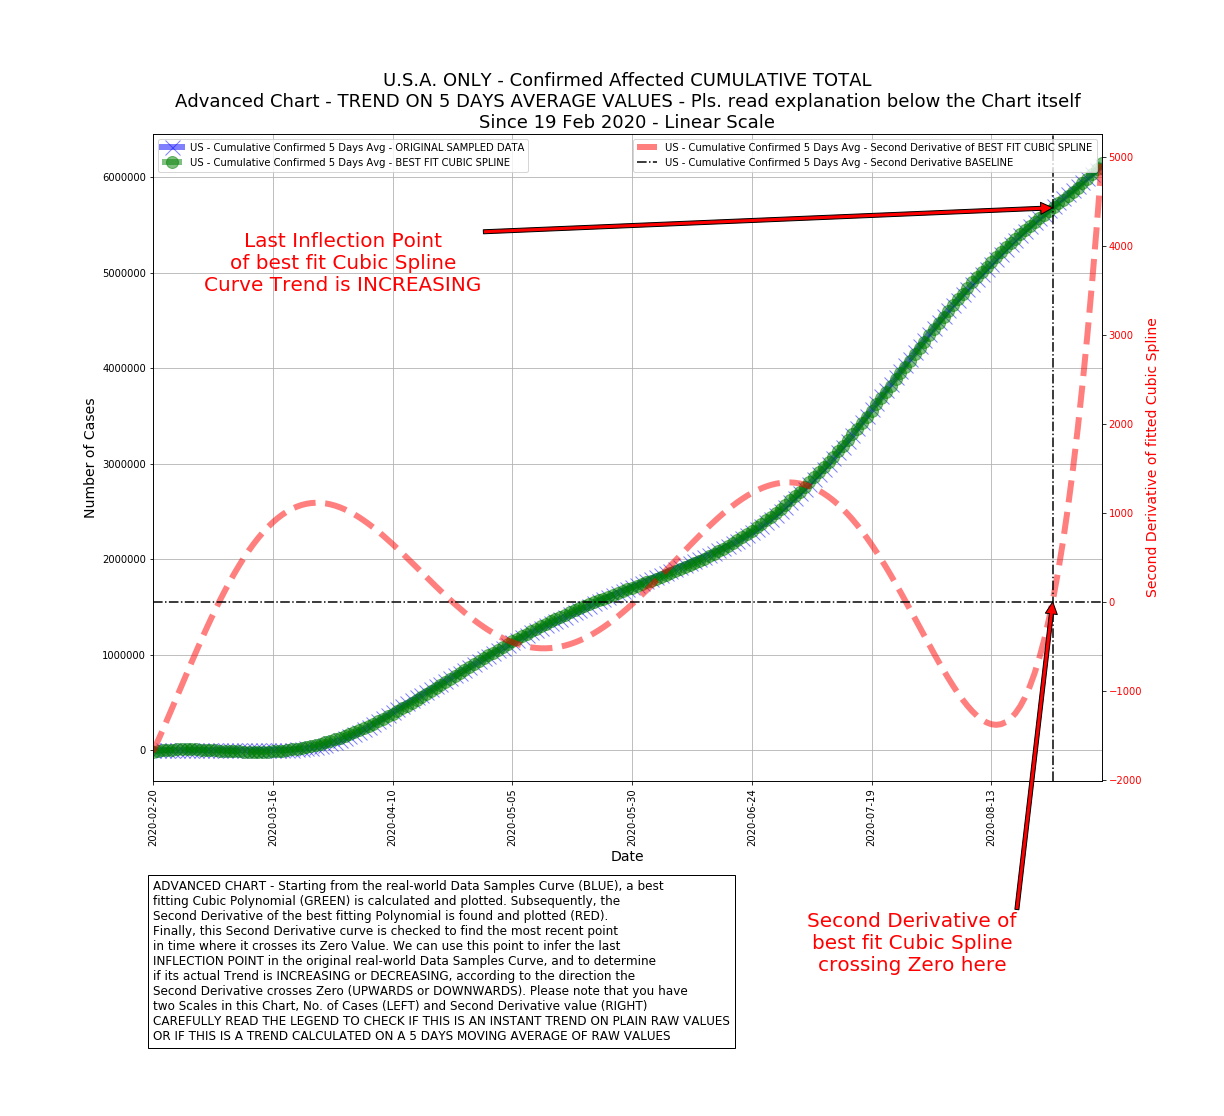 U.S.A. ONLY - Confirmed Affected CUMULATIVE TOTAL
Advanced Chart - TREND ON 5 DAYS AVERAGE VALUES - Pls. read explanation below the Chart itself
Since 19 Feb 2020 - Linear Scale
US - Cumulative Confirmed 5 Days Avg - ORIGINAL SAMPLED DATA
US - Cumulative Confirmed 5 Days Avg - BEST FIT CUBIC SPLINE
US - Cumulative Confirmed 5 Days Avg - Second Derivative of BEST FIT CUBIC SPLINE
US - Cumulative Confirmed 5 Days Avg - Second Derivative BASELINE
Last Inflection Point
of best fit Cubic Spline
Curve Trend is INCREASING
Number of Cases
6000000
5000000
4000000
3000000
2000000
1000000
0
5000
4000
3000
2000
1000
0
−1000
−2000
Second Derivative of fitted Cubic Spline
2020-02-20
2020-03-16
2020-04-10
2020-05-05
2020-05-30
2020-06-24
2020-07-19
2020-08-13
Date
ADVANCED CHART - Starting from the real-world Data Samples Curve (BLUE), a best
fitting Cubic Polynomial (GREEN) is calculated and plotted. Subsequently, the
Second Derivative of the best fitting Polynomial is found and plotted (RED).
Finally, this Second Derivative curve is checked to find the most recent point
in time where it crosses its Zero Value. We can use this point to infer the last
INFLECTION POINT in the original real-world Data Samples Curve, and to determine
if its actual Trend is INCREASING or DECREASING, according to the direction the
Second Derivative crosses Zero (UPWARDS or DOWNWARDS). Please note that you have
two Scales in this Chart, No. of Cases (LEFT) and Second Derivative value (RIGHT)
CAREFULLY READ THE LEGEND TO CHECK IF THIS IS AN INSTANT TREND ON PLAIN RAW VALUES
OR IF THIS IS A TREND CALCULATED ON A 5 DAYS MOVING AVERAGE OF RAW VALUES
Second Derivative of
best fit Cubic Spline
crossing Zero here